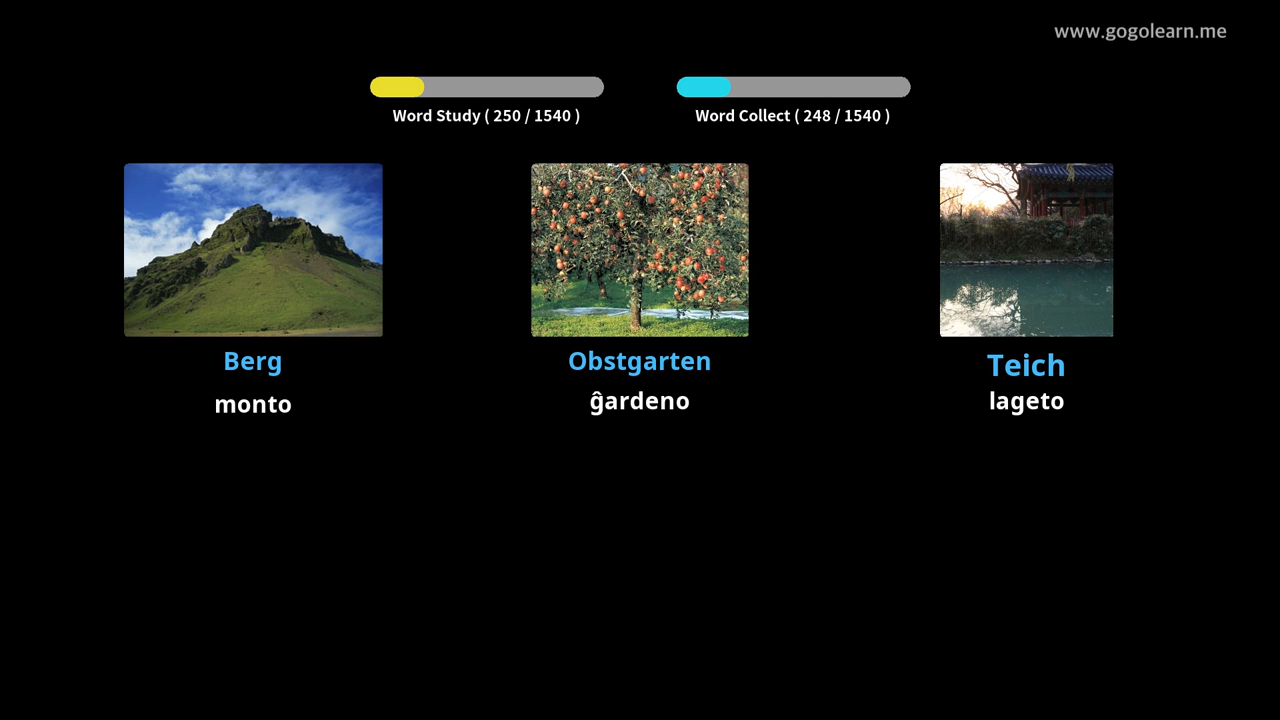 www.gogolearn.me
Word Study ( 250 / 1540 )
Word Collect ( 248 / 1540 )
Berg
monto
Obstgarten
ĝardeno
Teich
lageto